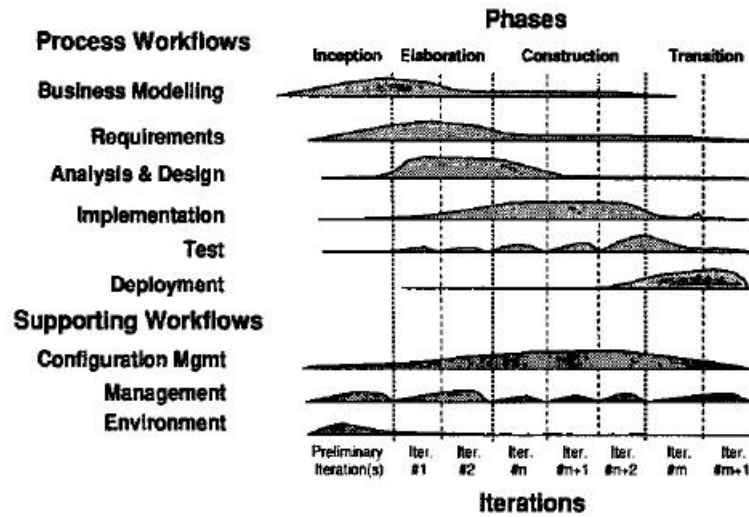 Phases
Process Workflows
Inception Elaboration Construction Transition
Business Modelling
Requirements
Analysis & Design
Implementation
Test
Deployment
Supporting Workflows
Configuration Mgmt
Management
Environment
Preliminary Iter. Iter. Iter. Iter. Iter. Iter. Iter.
Iteration(s) #1 #2 #n #n+1 #n+2 #m #m+1
Iterations